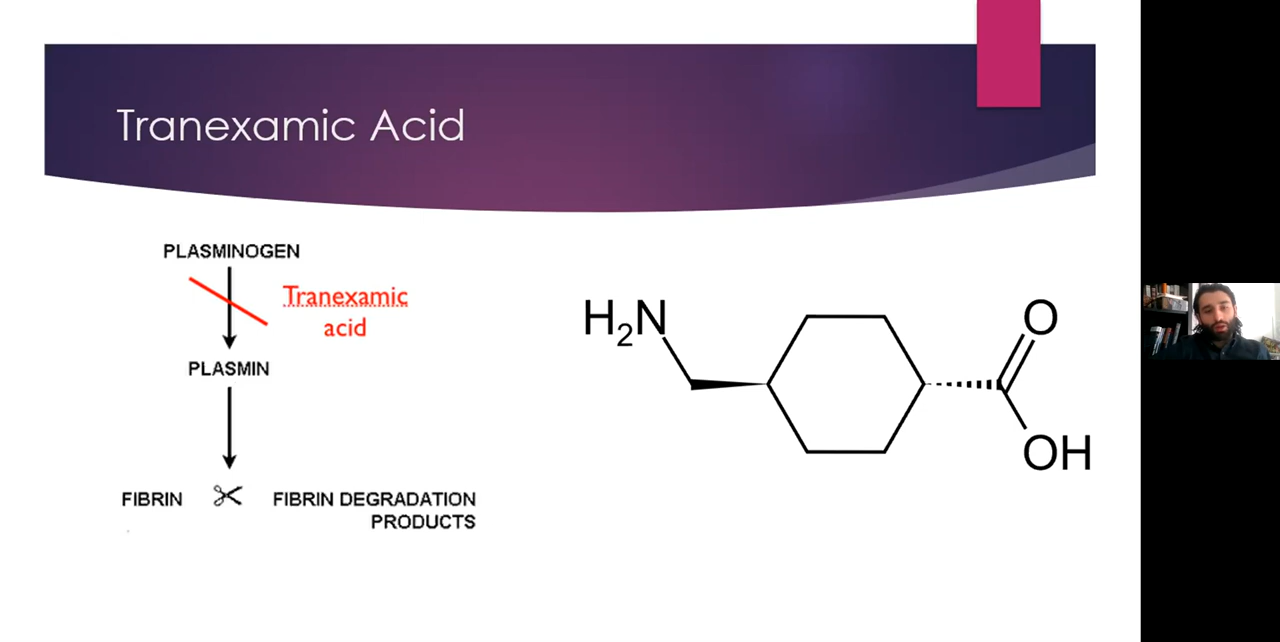 Tranexamic Acid
PLASMINOGEN
Tranexamic
acid
PLASMIN
FIBRIN
FIBRIN DEGRADATION
PRODUCTS
H₂N
O
OH